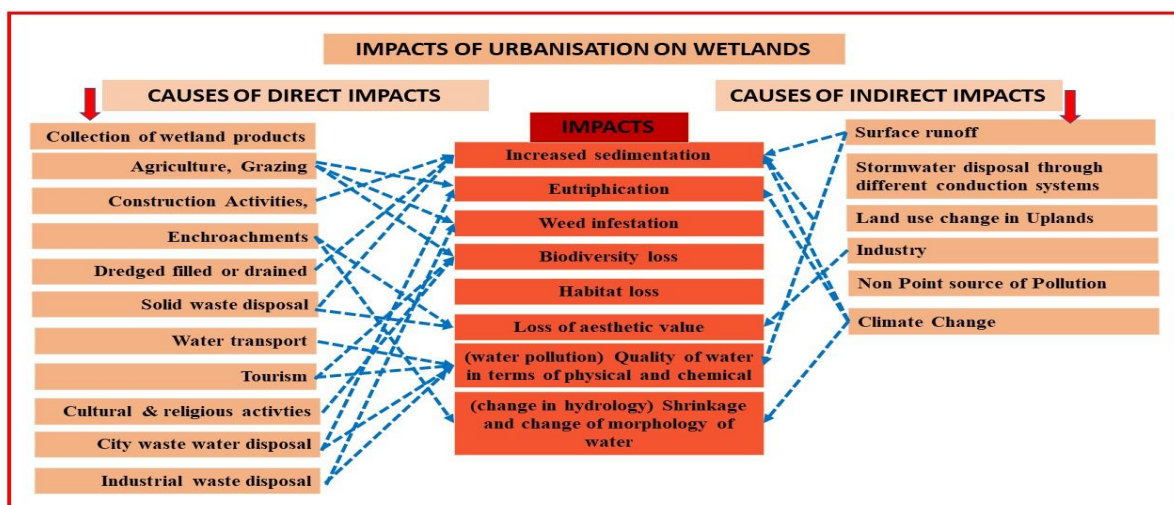 IMPACTS OF URBANISATION ON WETLANDS
CAUSES OF DIRECT IMPACTS
Collection of wetland products
Agriculture, Grazing
Construction Activities,
Enchroachments
Dredged filled or drained
Solid waste disposal
Water transport
Tourism
Cultural & religious activties
City waste water disposal
Industrial waste disposal
IMPACTS
Increased sedimentation
Eutriphication
Weed infestation
Biodiversity loss
Habitat loss
Loss of aesthetic value
(water pollution) Quality of water
in terms of physical and chemical
(change in hydrology) Shrinkage
and change of morphology of
water
CAUSES OF INDIRECT IMPACTS
Surface runoff
Stormwater disposal through
different conduction systems
Land use change in Uplands
Industry
Non Point source of Pollution
Climate Change